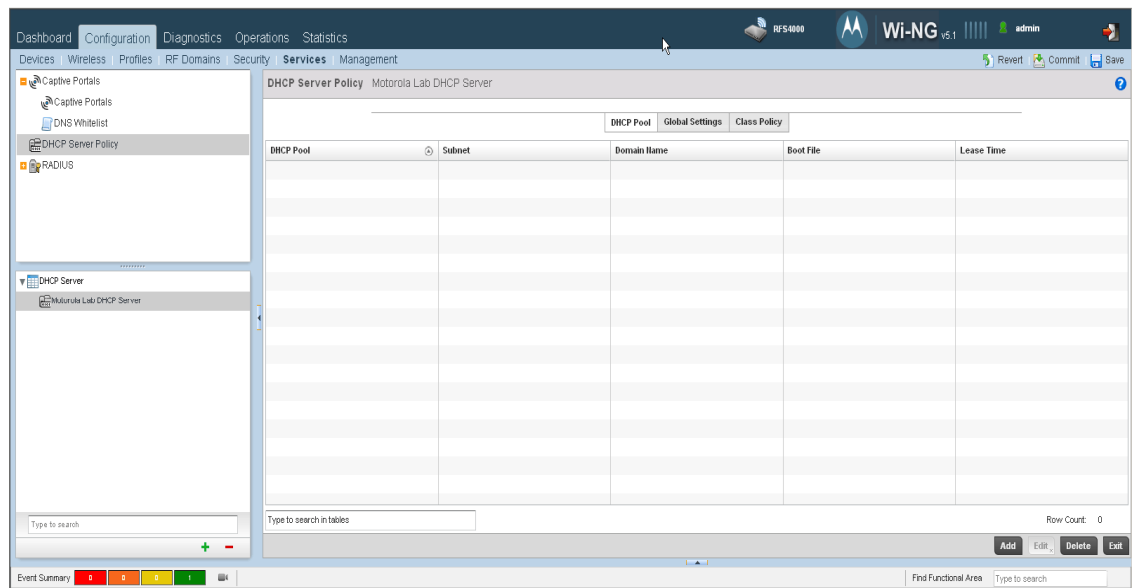 Dashboard Configuration Diagnostics Operations Statistics RFS4000 Wi-NG v5.1 admin
Devices Wireless Profiles RF Domains Security Services Management Revert Commit Save
Captive Portals
Captive Portals
DNS Whitelist
DHCP Server Policy
RADIUS
DHCP Server
Motorola Lab DHCP Server
Type to search
DHCP Server Policy Motorola Lab DHCP Server
DHCP Pool Global Settings Class Policy
DHCP Pool Subnet Domain Name Boot File Lease Time
Type to search in tables Row Count: 0
Add Edit Delete Exit
Event Summary 0 0 0 1 Find Functional Area Type to search